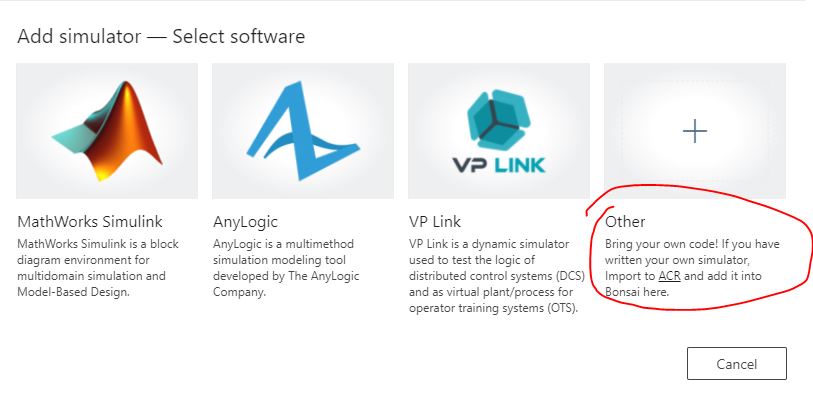 Add simulator — Select software
VP LINK
MathWorks Simulink
MathWorks Simulink is a block
diagram environment for
multidomain simulation and
Model-Based Design.
AnyLogic
AnyLogic is a multimethod
simulation modeling tool
developed by The AnyLogic
Company.
VP Link
VP Link is a dynamic simulator
used to test the logic of
distributed control systems (DCS)
and as virtual plant/process for
operator training systems (OTS).
Other
Bring your own code! If you have
written your own simulator,
Import to ACR and add it into
Bonsai here.
Cancel